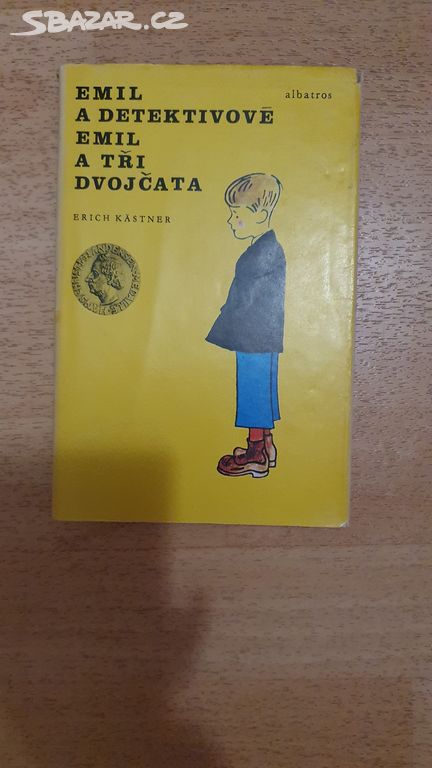 SBAZAR.CZ
EMIL
A DETEKTIVOVÉ
EMIL
A TŘI
DVOJČATA
albatros
ERICH KÄSTNER